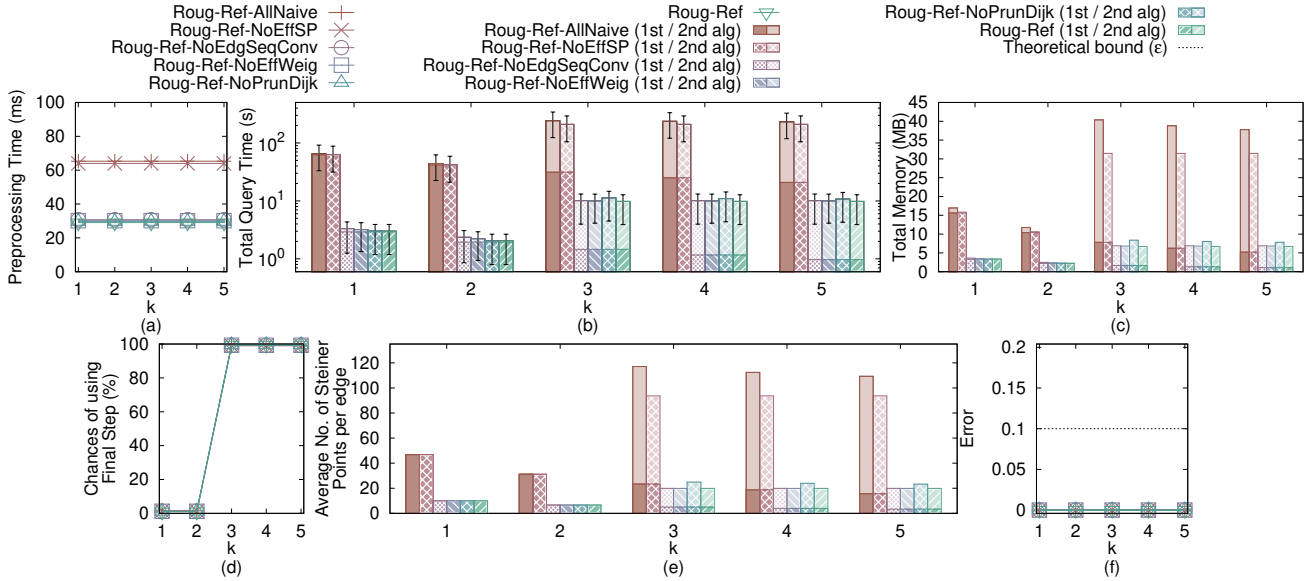 Roug-Ref-AllNaive
Roug-Ref-NoEffSP
Roug-Ref-NoEdgSeqConv
Roug-Ref-NoEffWeig
Roug-Ref-NoPrunDijk
Roug-Ref
Roug-Ref-AllNaive (1st / 2nd alg)
Roug-Ref-NoEffSP (1st / 2nd alg)
Roug-Ref-NoEdgSeqConv (1st / 2nd alg)
Roug-Ref-NoEffWeig (1st / 2nd alg)
Roug-Ref-NoPrunDijk (1st / 2nd alg)
Roug-Ref (1st / 2nd alg)
Theoretical bound (ε)
Preprocessing Time (ms)
100
80
60
40
20
0
1 2 3 4 5
k
(a)
Total Query Time (s)
10²
10¹
10⁰
1 2 3 4 5
k
(b)
Total Memory (MB)
45
40
35
30
25
20
15
10
5
0
1 2 3 4 5
k
(c)
Chances of using
Final Step (%)
100
80
60
40
20
0
1 2 3 4 5
k
(d)
Average No. of Steiner
Points per edge
120
100
80
60
40
20
0
1 2 3 4 5
k
(e)
Error
0.2
0.15
0.1
0.05
0
1 2 3 4 5
k
(f)